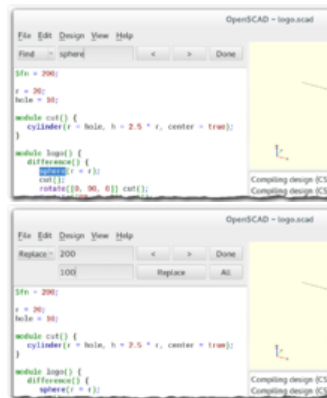 OpenSCAD - logo.scad
File Edit Design View Help
Find sphere < > Done
$fn = 200;
r = 20;
hole = 10;
module cut() {
cylinder(r = hole, h = 2.5 * r, center = true);
}
module logo() {
difference() {
sphere(r = r);
cut();
rotate([0, 90, 0]) cut();
Compiling design (CS
Compiling design (CS
OpenSCAD - logo.scad
File Edit Design View Help
Replace 200 < > Done
100 Replace All
$fn = 200;
r = 20;
hole = 10;
module cut() {
cylinder(r = hole, h = 2.5 * r, center = true);
}
module logo() {
difference() {
sphere(r = r);
Compiling design (CS
Compiling design (CS